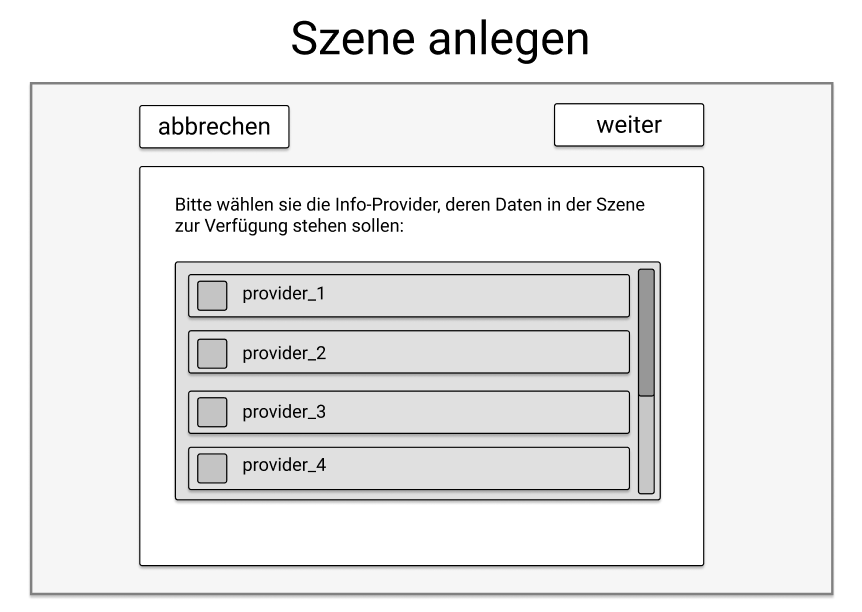 Szene anlegen
abbrechen
weiter
Bitte wählen sie die Info-Provider, deren Daten in der Szene
zur Verfügung stehen sollen:
provider_1
provider_2
provider_3
provider_4